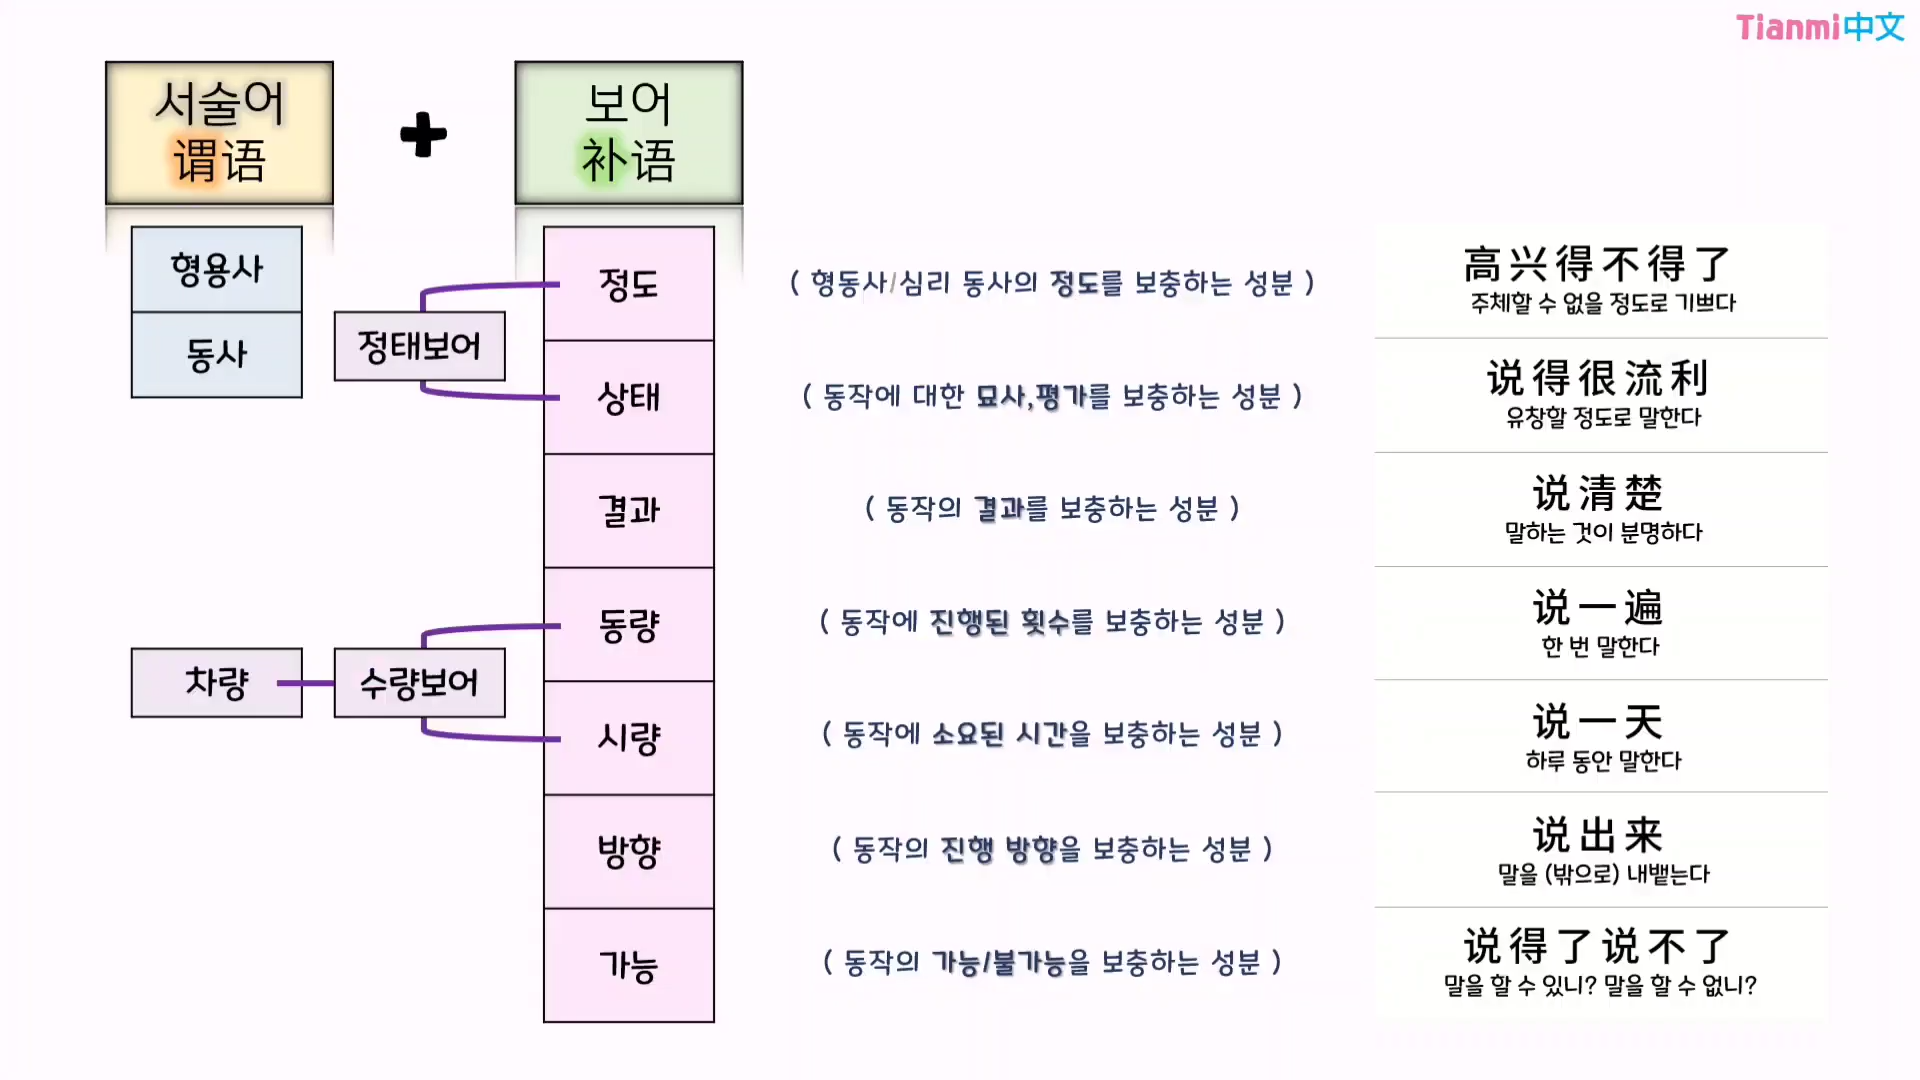 Tianmi中文
서술어
谓语
보어
补语
형용사
동사
정태보어
차량
수량보어
정도
( 형동사/심리 동사의 정도를 보충하는 성분 )
高兴得不得了
주체할 수 없을 정도로 기쁘다
상태
( 동작에 대한 묘사,평가를 보충하는 성분 )
说得很流利
유창할 정도로 말한다
결과
( 동작의 결과를 보충하는 성분 )
说清楚
말하는 것이 분명하다
동량
( 동작에 진행된 횟수를 보충하는 성분 )
说一遍
한 번 말한다
시량
( 동작에 소요된 시간을 보충하는 성분 )
说一天
하루 동안 말한다
방향
( 동작의 진행 방향을 보충하는 성분 )
说出来
말을 (밖으로) 내뱉는다
가능
( 동작의 가능/불가능을 보충하는 성분 )
说得了说不了
말을 할 수 있니? 말을 할 수 없니?